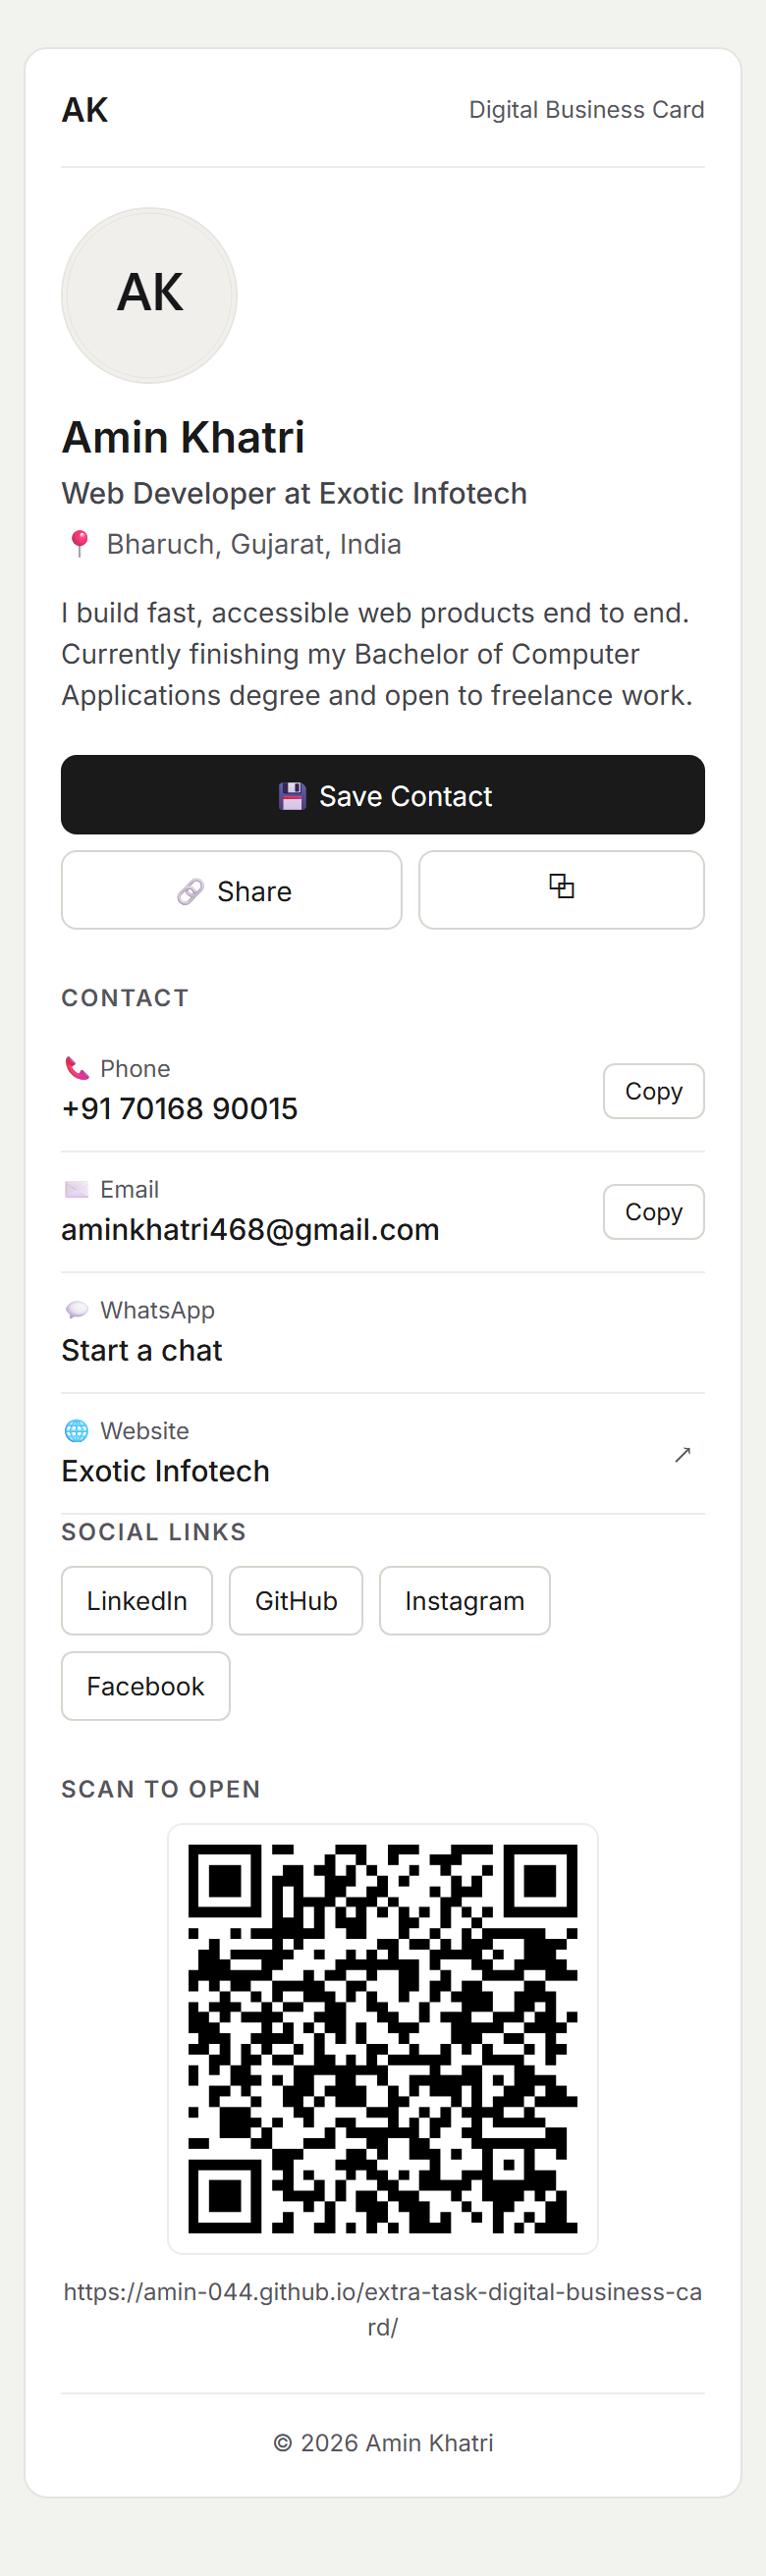 AK
Digital Business Card
AK
Amin Khatri
Web Developer at Exotic Infotech
📍 Bharuch, Gujarat, India
I build fast, accessible web products end to end.
Currently finishing my Bachelor of Computer
Applications degree and open to freelance work.
💾 Save Contact
🔗 Share
⧉
CONTACT
📞 Phone
+91 70168 90015
Copy
✉️ Email
aminkhatri468@gmail.com
Copy
💬 WhatsApp
Start a chat
🌐 Website
Exotic Infotech
↗
SOCIAL LINKS
LinkedIn
GitHub
Instagram
Facebook
SCAN TO OPEN
https://amin-044.github.io/extra-task-digital-business-ca
rd/
© 2026 Amin Khatri